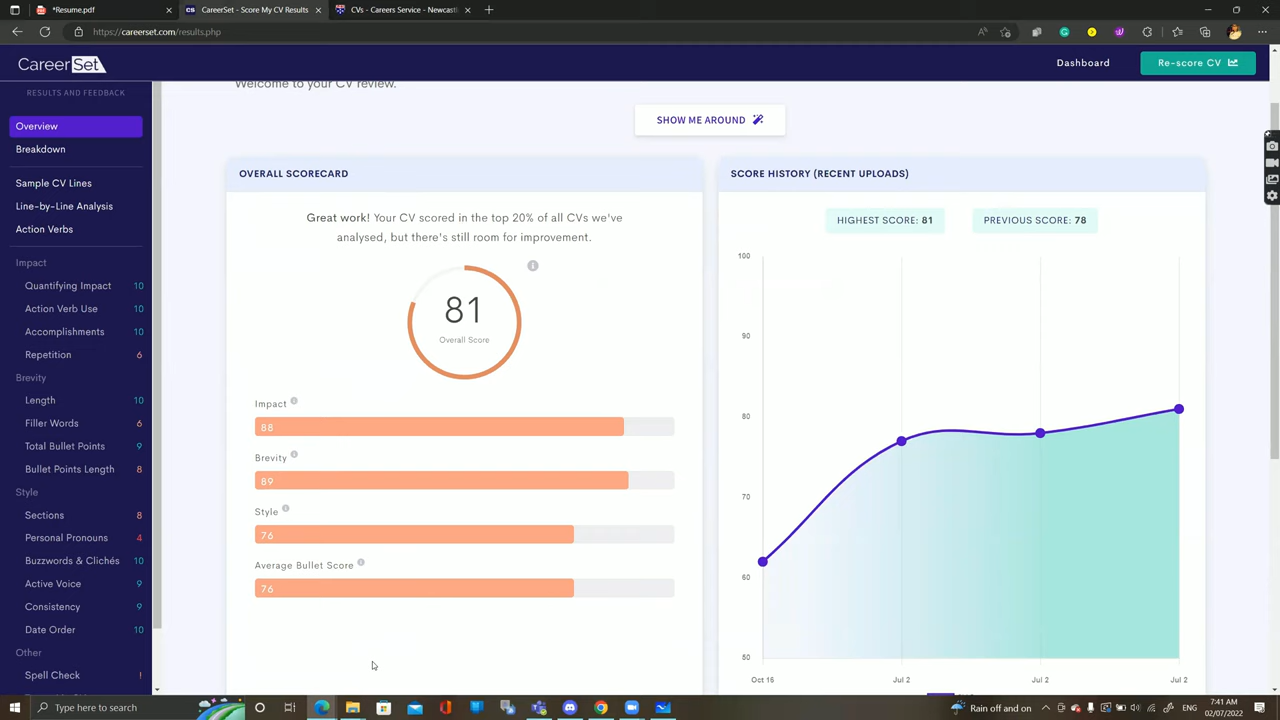 *Resume.pdf
CareerSet - Score My CV Results
CVs - Careers Service - Newcastl
https://careerset.com/results.php
CareerSet
Dashboard
Re-score CV
RESULTS AND FEEDBACK
Overview
Breakdown
Sample CV Lines
Line-by-Line Analysis
Action Verbs
Impact
Quantifying Impact 10
Action Verb Use 10
Accomplishments 10
Repetition 6
Brevity
Length 10
Filler Words 6
Total Bullet Points 9
Bullet Points Length 8
Style
Sections 8
Personal Pronouns 4
Buzzwords & Clichés 10
Active Voice 9
Consistency 9
Date Order 10
Other
Spell Check !
Welcome to your CV review.
SHOW ME AROUND
OVERALL SCORECARD
Great work! Your CV scored in the top 20% of all CVs we've
analysed, but there's still room for improvement.
81
Overall Score
Impact
88
Brevity
89
Style
76
Average Bullet Score
76
SCORE HISTORY (RECENT UPLOADS)
HIGHEST SCORE: 81
PREVIOUS SCORE: 78
100
90
80
70
60
50
Oct 16
Jul 2
Jul 2
Jul 2
Type here to search
Rain off and on
7:41 AM
02/07/2022